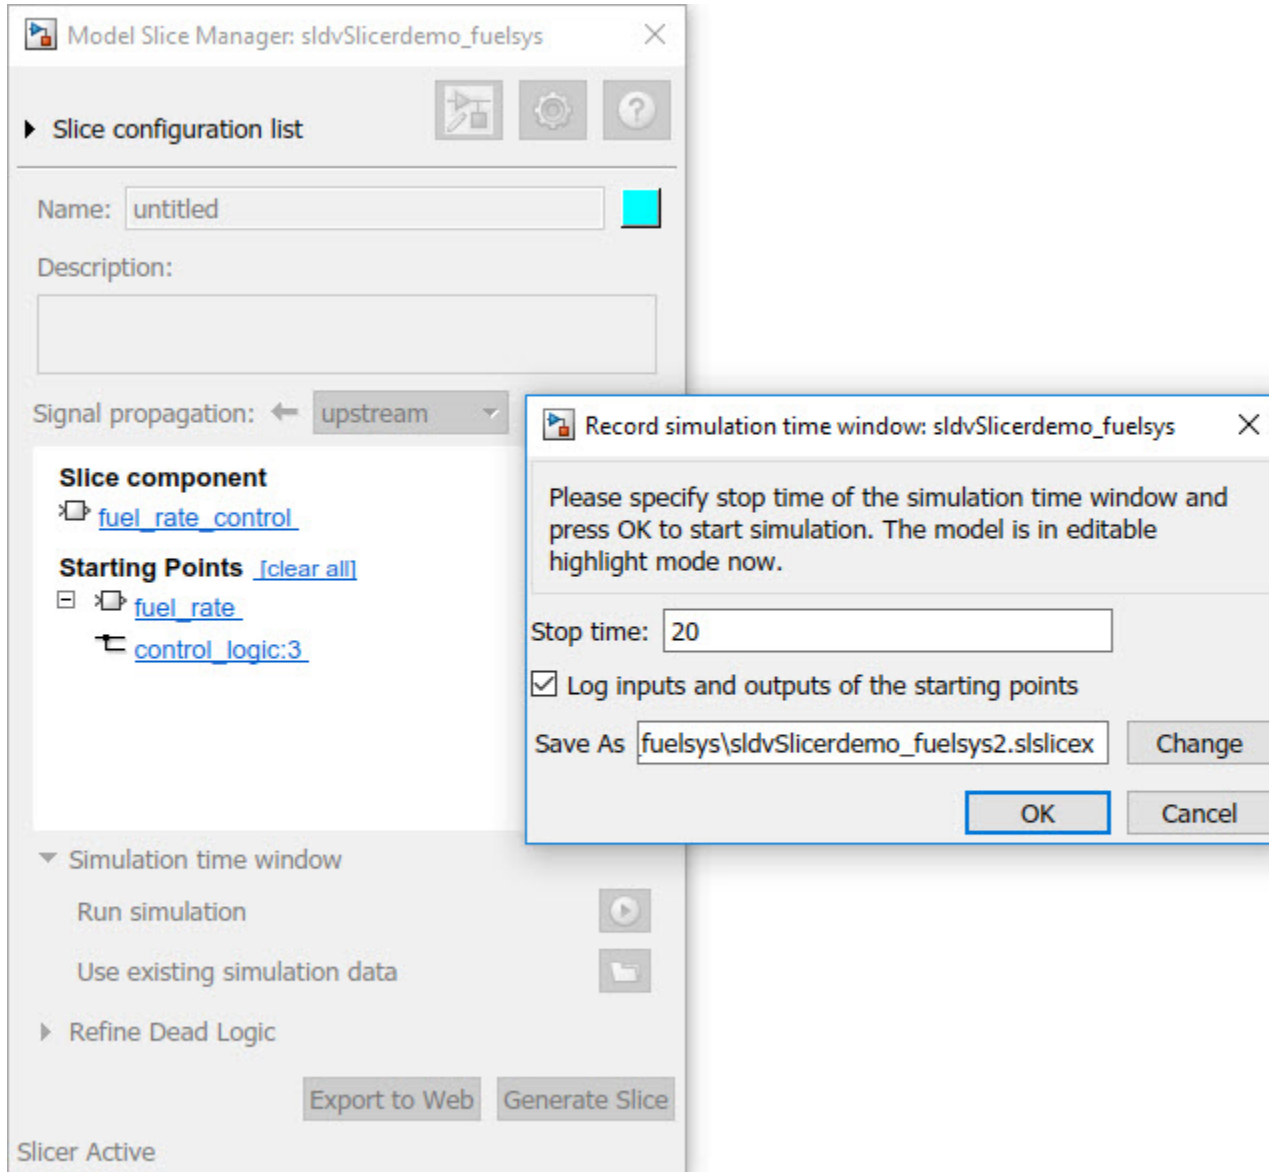 Model Slice Manager: sldvSlicerdemo_fuelsys
Slice configuration list
?
Name: untitled
Description:
Signal propagation: upstream
Slice component
fuel_rate_control
Starting Points [clear all]
fuel_rate
control_logic:3
Simulation time window
Run simulation
Use existing simulation data
Refine Dead Logic
Export to Web Generate Slice
Slicer Active
Record simulation time window: sldvSlicerdemo_fuelsys
Please specify stop time of the simulation time window and
press OK to start simulation. The model is in editable
highlight mode now.
Stop time: 20
Log inputs and outputs of the starting points
Save As fuelsys\sldvSlicerdemo_fuelsys2.slslicex Change
OK Cancel